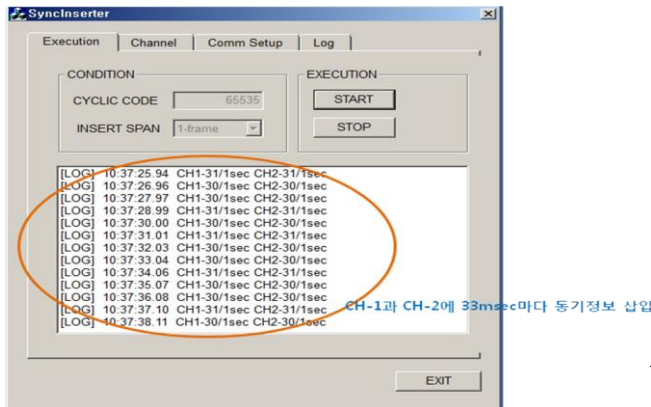 SyncInserter
Execution Channel Comm Setup Log
CONDITION EXECUTION
CYCLIC CODE 65535 START
INSERT SPAN 1-frame STOP
[LOG] 10:37:25.94 CH1-31/1sec CH2-31/1sec
[LOG] 10:37:26.96 CH1-30/1sec CH2-30/1sec
[LOG] 10:37:27.97 CH1-30/1sec CH2-30/1sec
[LOG] 10:37:28.99 CH1-31/1sec CH2-31/1sec
[LOG] 10:37:30.00 CH1-30/1sec CH2-30/1sec
[LOG] 10:37:31.01 CH1-31/1sec CH2-31/1sec
[LOG] 10:37:32.03 CH1-30/1sec CH2-30/1sec
[LOG] 10:37:33.04 CH1-30/1sec CH2-30/1sec
[LOG] 10:37:34.06 CH1-31/1sec CH2-31/1sec
[LOG] 10:37:35.07 CH1-30/1sec CH2-30/1sec
[LOG] 10:37:36.08 CH1-30/1sec CH2-30/1sec
[LOG] 10:37:37.10 CH1-31/1sec CH2-31/1sec
[LOG] 10:37:38.11 CH1-30/1sec CH2-30/1sec
CH-1과 CH-2에 33msec마다 동기정보 삽입
EXIT